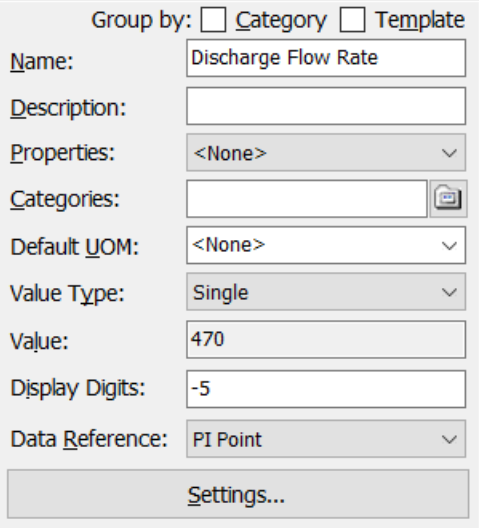 Group by: Category Template
Name: Discharge Flow Rate
Description:
Properties: <None>
Categories:
Default UOM: <None>
Value Type: Single
Value: 470
Display Digits: -5
Data Reference: PI Point
Settings...